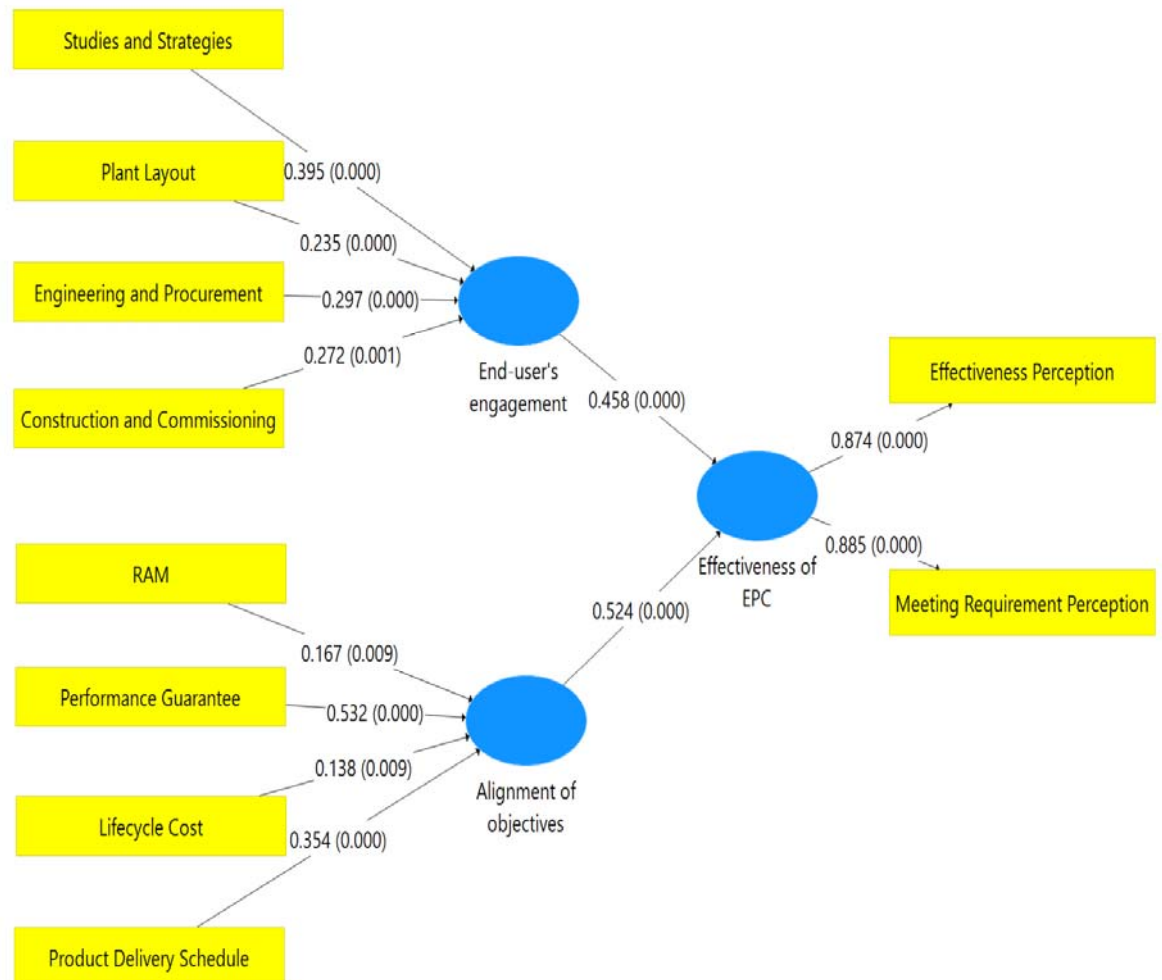 Studies and Strategies
Plant Layout
0.395 (0.000)
0.235 (0.000)
Engineering and Procurement
0.297 (0.000)
0.272 (0.001)
Construction and Commissioning
End-user's
engagement
0.458 (0.000)
Effectiveness Perception
0.874 (0.000)
Effectiveness of
EPC
0.885 (0.000)
Meeting Requirement Perception
RAM
0.524 (0.000)
0.167 (0.009)
Performance Guarantee
0.532 (0.000)
0.138 (0.009)
Alignment of
objectives
Lifecycle Cost
0.354 (0.000)
Product Delivery Schedule